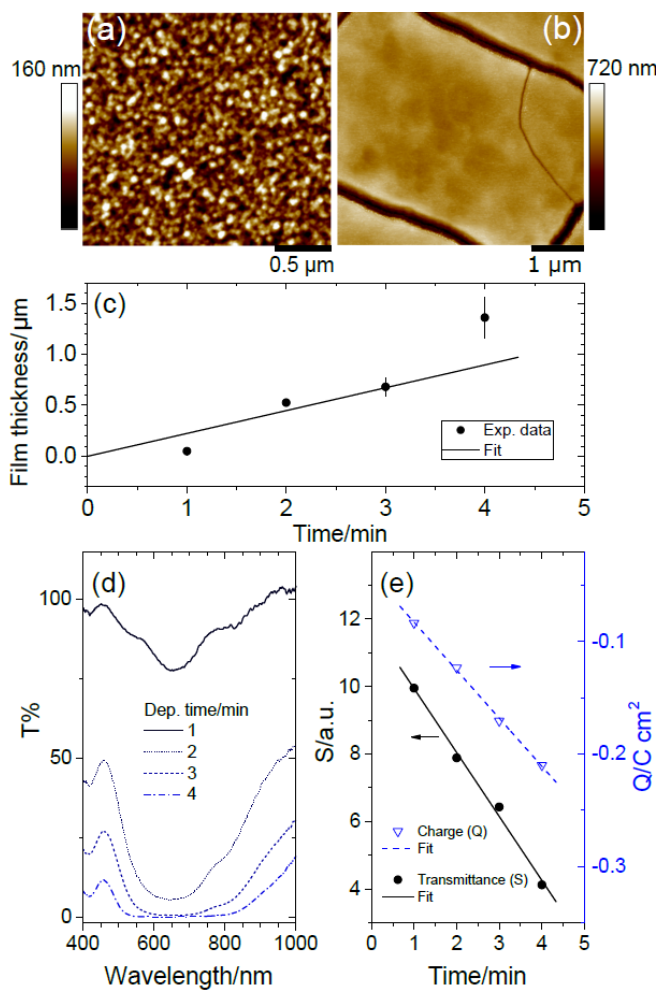 (a)
(b)
160 nm
720 nm
0.5 µm
1 µm
(c)
Film thickness/µm
1.5
1.0
0.5
0.0
Exp. data
Fit
0 1 2 3 4 5
Time/min
(d)
T%
100
50
0
Dep. time/min
1
2
3
4
400 600 800 1000
Wavelength/nm
(e)
S/a.u.
12
10
8
6
4
Q/C cm²
-0.1
-0.2
-0.3
Charge (Q)
Fit
Transmittance (S)
Fit
0 1 2 3 4 5
Time/min